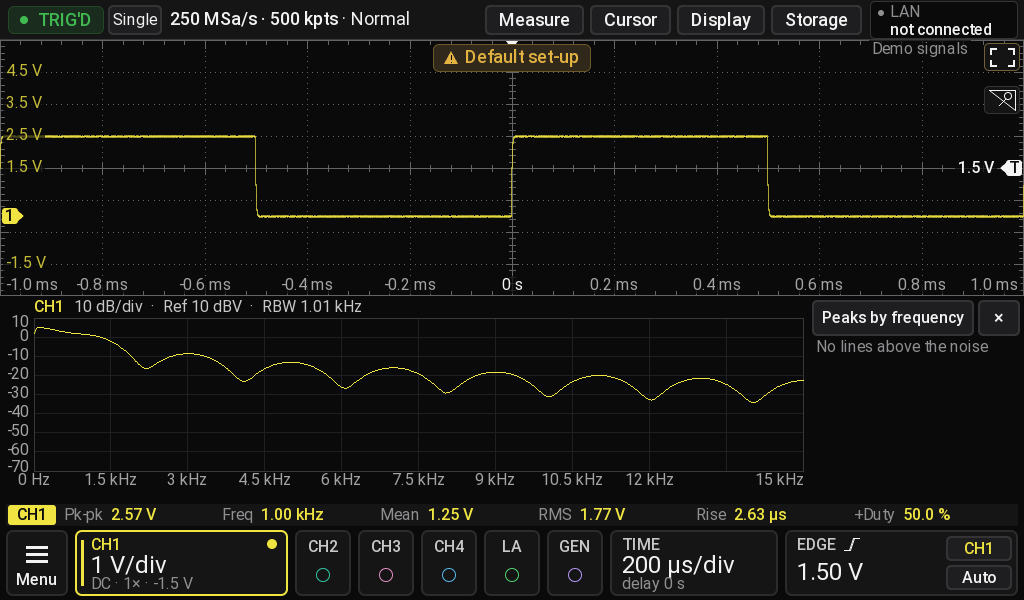 TRIG'D Single 250 MSa/s · 500 kpts · Normal Measure Cursor Display Storage
LAN
not connected
Demo signals
Default set-up
4.5 V
3.5 V
2.5 V
1.5 V
1.5 V T
1
-1.5 V
-1.0 ms -0.8 ms -0.6 ms -0.4 ms -0.2 ms 0 s 0.2 ms 0.4 ms 0.6 ms 0.8 ms 1.0 ms
CH1 10 dB/div · Ref 10 dBV · RBW 1.01 kHz
Peaks by frequency ×
No lines above the noise
10
0
-10
-20
-30
-40
-50
-60
-70
0 Hz 1.5 kHz 3 kHz 4.5 kHz 6 kHz 7.5 kHz 9 kHz 10.5 kHz 12 kHz 15 kHz
CH1 Pk-pk 2.57 V Freq 1.00 kHz Mean 1.25 V RMS 1.77 V Rise 2.63 µs +Duty 50.0 %
Menu
CH1
1 V/div
DC · 1× · -1.5 V
CH2 CH3 CH4 LA GEN
TIME
200 µs/div
delay 0 s
EDGE
1.50 V
CH1
Auto